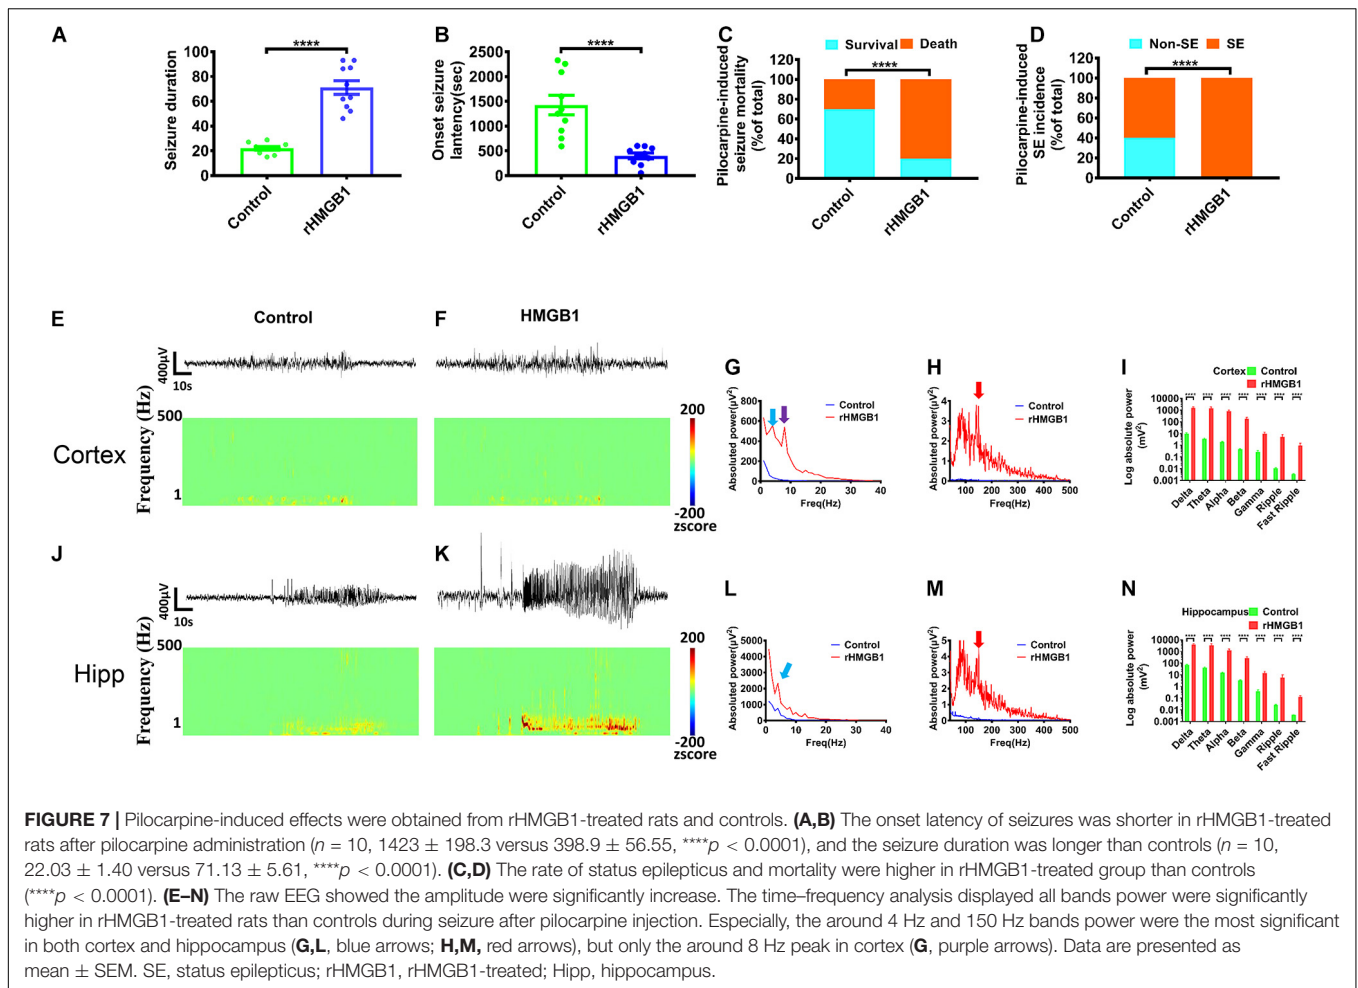 A
****
Seizure duration
100
80
60
40
20
0
Control
rHMGB1
B
****
Onset seizure
latency(sec)
2500
2000
1500
1000
500
0
Control
rHMGB1
C
Survival
Death
****
Pilocarpine-induced
seizure mortality
(%of total)
120
100
80
60
40
20
0
Control
rHMGB1
D
Non-SE
SE
****
Pilocarpine-induced
SE incidence
(%of total)
120
100
80
60
40
20
0
Control
rHMGB1
E
Control
F
HMGB1
400μV
10s
Cortex
Frequency (Hz)
500
1
200
-200
zscore
G
Absoluted power(μV²)
800
600
400
200
0
0 10 20 30 40
Freq(Hz)
Control
rHMGB1
H
Absoluted power(μV²)
4
3
2
1
0
100 200 300 400 500
Freq(Hz)
Control
rHMGB1
I
Cortex
Control
rHMGB1
Log absolute power
(mV²)
10000
1000
100
10
1
0.1
0.01
0.001
**** **** **** **** **** **** ****
Delta
Theta
Alpha
Beta
Gamma
Ripple
Fast Ripple
J
K
400μV
10s
Hipp
Frequency (Hz)
500
1
200
-200
zscore
L
Absoluted power(μV²)
5000
4000
3000
2000
1000
0
0 10 20 30 40
Freq(Hz)
Control
rHMGB1
M
Absoluted power(μV²)
5
4
3
2
1
0
100 200 300 400 500
Freq(Hz)
Control
rHMGB1
N
Hippocampus
Control
rHMGB1
Log absolute power
(mV²)
10000
1000
100
10
1
0.1
0.01
0.001
**** **** **** **** **** **** ****
Delta
Theta
Alpha
Beta
Gamma
Ripple
Fast Ripple
FIGURE 7 | Pilocarpine-induced effects were obtained from rHMGB1-treated rats and controls. (A,B) The onset latency of seizures was shorter in rHMGB1-treated
rats after pilocarpine administration (n = 10, 1423 ± 198.3 versus 398.9 ± 56.55, ****p < 0.0001), and the seizure duration was longer than controls (n = 10,
22.03 ± 1.40 versus 71.13 ± 5.61, ****p < 0.0001). (C,D) The rate of status epilepticus and mortality were higher in rHMGB1-treated group than controls
(****p < 0.0001). (E–N) The raw EEG showed the amplitude were significantly increase. The time–frequency analysis displayed all bands power were significantly
higher in rHMGB1-treated rats than controls during seizure after pilocarpine injection. Especially, the around 4 Hz and 150 Hz bands power were the most significant
in both cortex and hippocampus (G,L, blue arrows; H,M, red arrows), but only the around 8 Hz peak in cortex (G, purple arrows). Data are presented as
mean ± SEM. SE, status epilepticus; rHMGB1, rHMGB1-treated; Hipp, hippocampus.